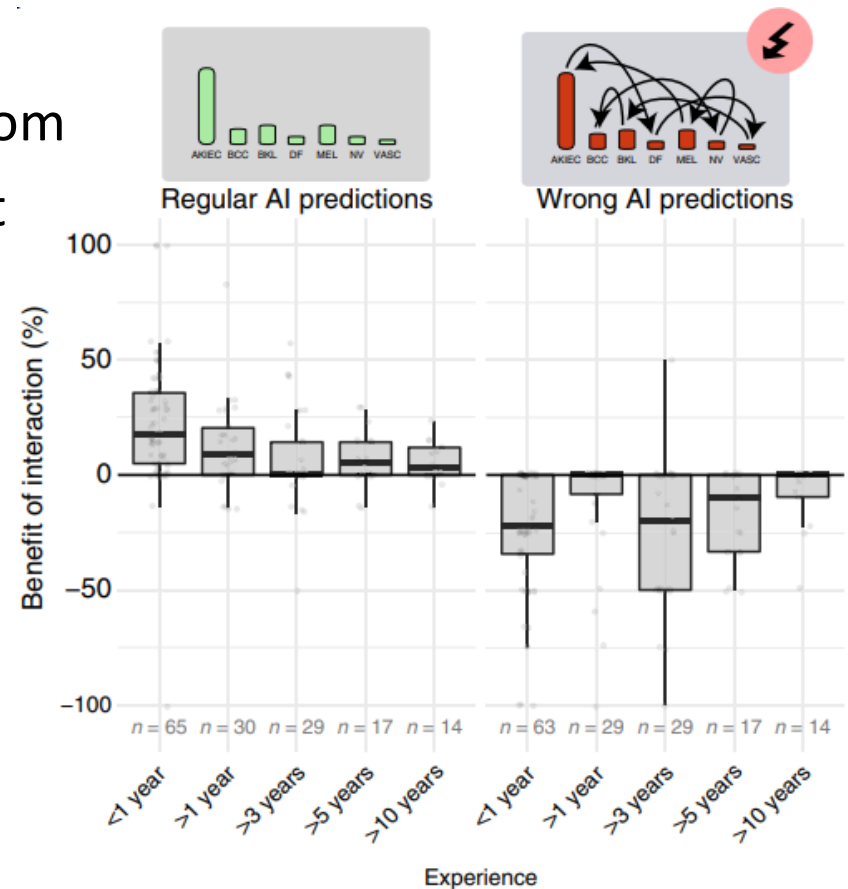 om
t
AKIEC BCC BKL DF MEL NV VASC
AKIEC BCC BKL DF MEL NV VASC
Regular AI predictions
Wrong AI predictions
Benefit of interaction (%)
100
50
0
−50
−100
n = 65 n = 30 n = 29 n = 17 n = 14
n = 63 n = 29 n = 29 n = 17 n = 14
<1 year >1 year >3 years >5 years >10 years
<1 year >1 year >3 years >5 years >10 years
Experience